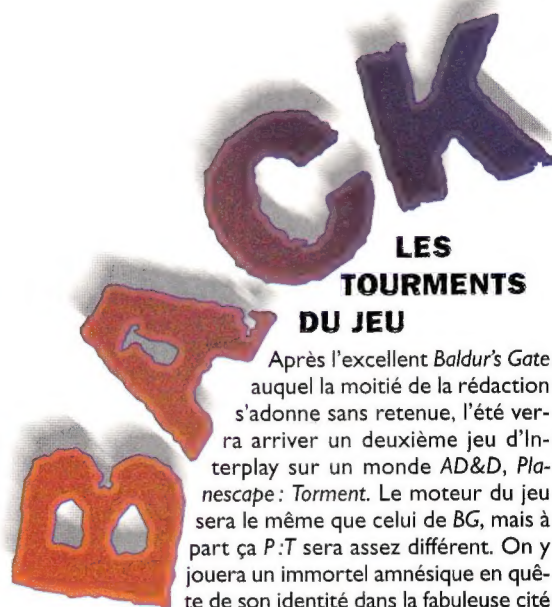 BACK
LES
TOURMENTS
DU JEU
Après l'excellent Baldur's Gate
auquel la moitié de la rédaction
s'adonne sans retenue, l'été ver-
ra arriver un deuxième jeu d'In-
terplay sur un monde AD&D, Pla-
nescape : Torment. Le moteur du jeu
sera le même que celui de BG, mais à
part ça P :T sera assez différent. On y
jouera un immortel amnésique en quê-
te de son identité dans la fabuleuse cité